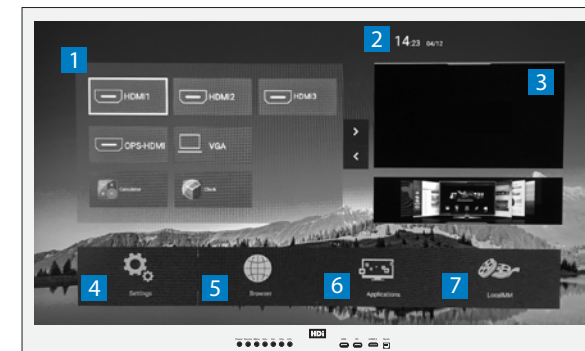 1
2
14:23 04/12
3
HDMI1
HDMI2
HDMI3
OPS-HDMI
VGA
Calculator
Clock
4
Settings
5
Browser
6
Applications
7
LocalMM
HDi